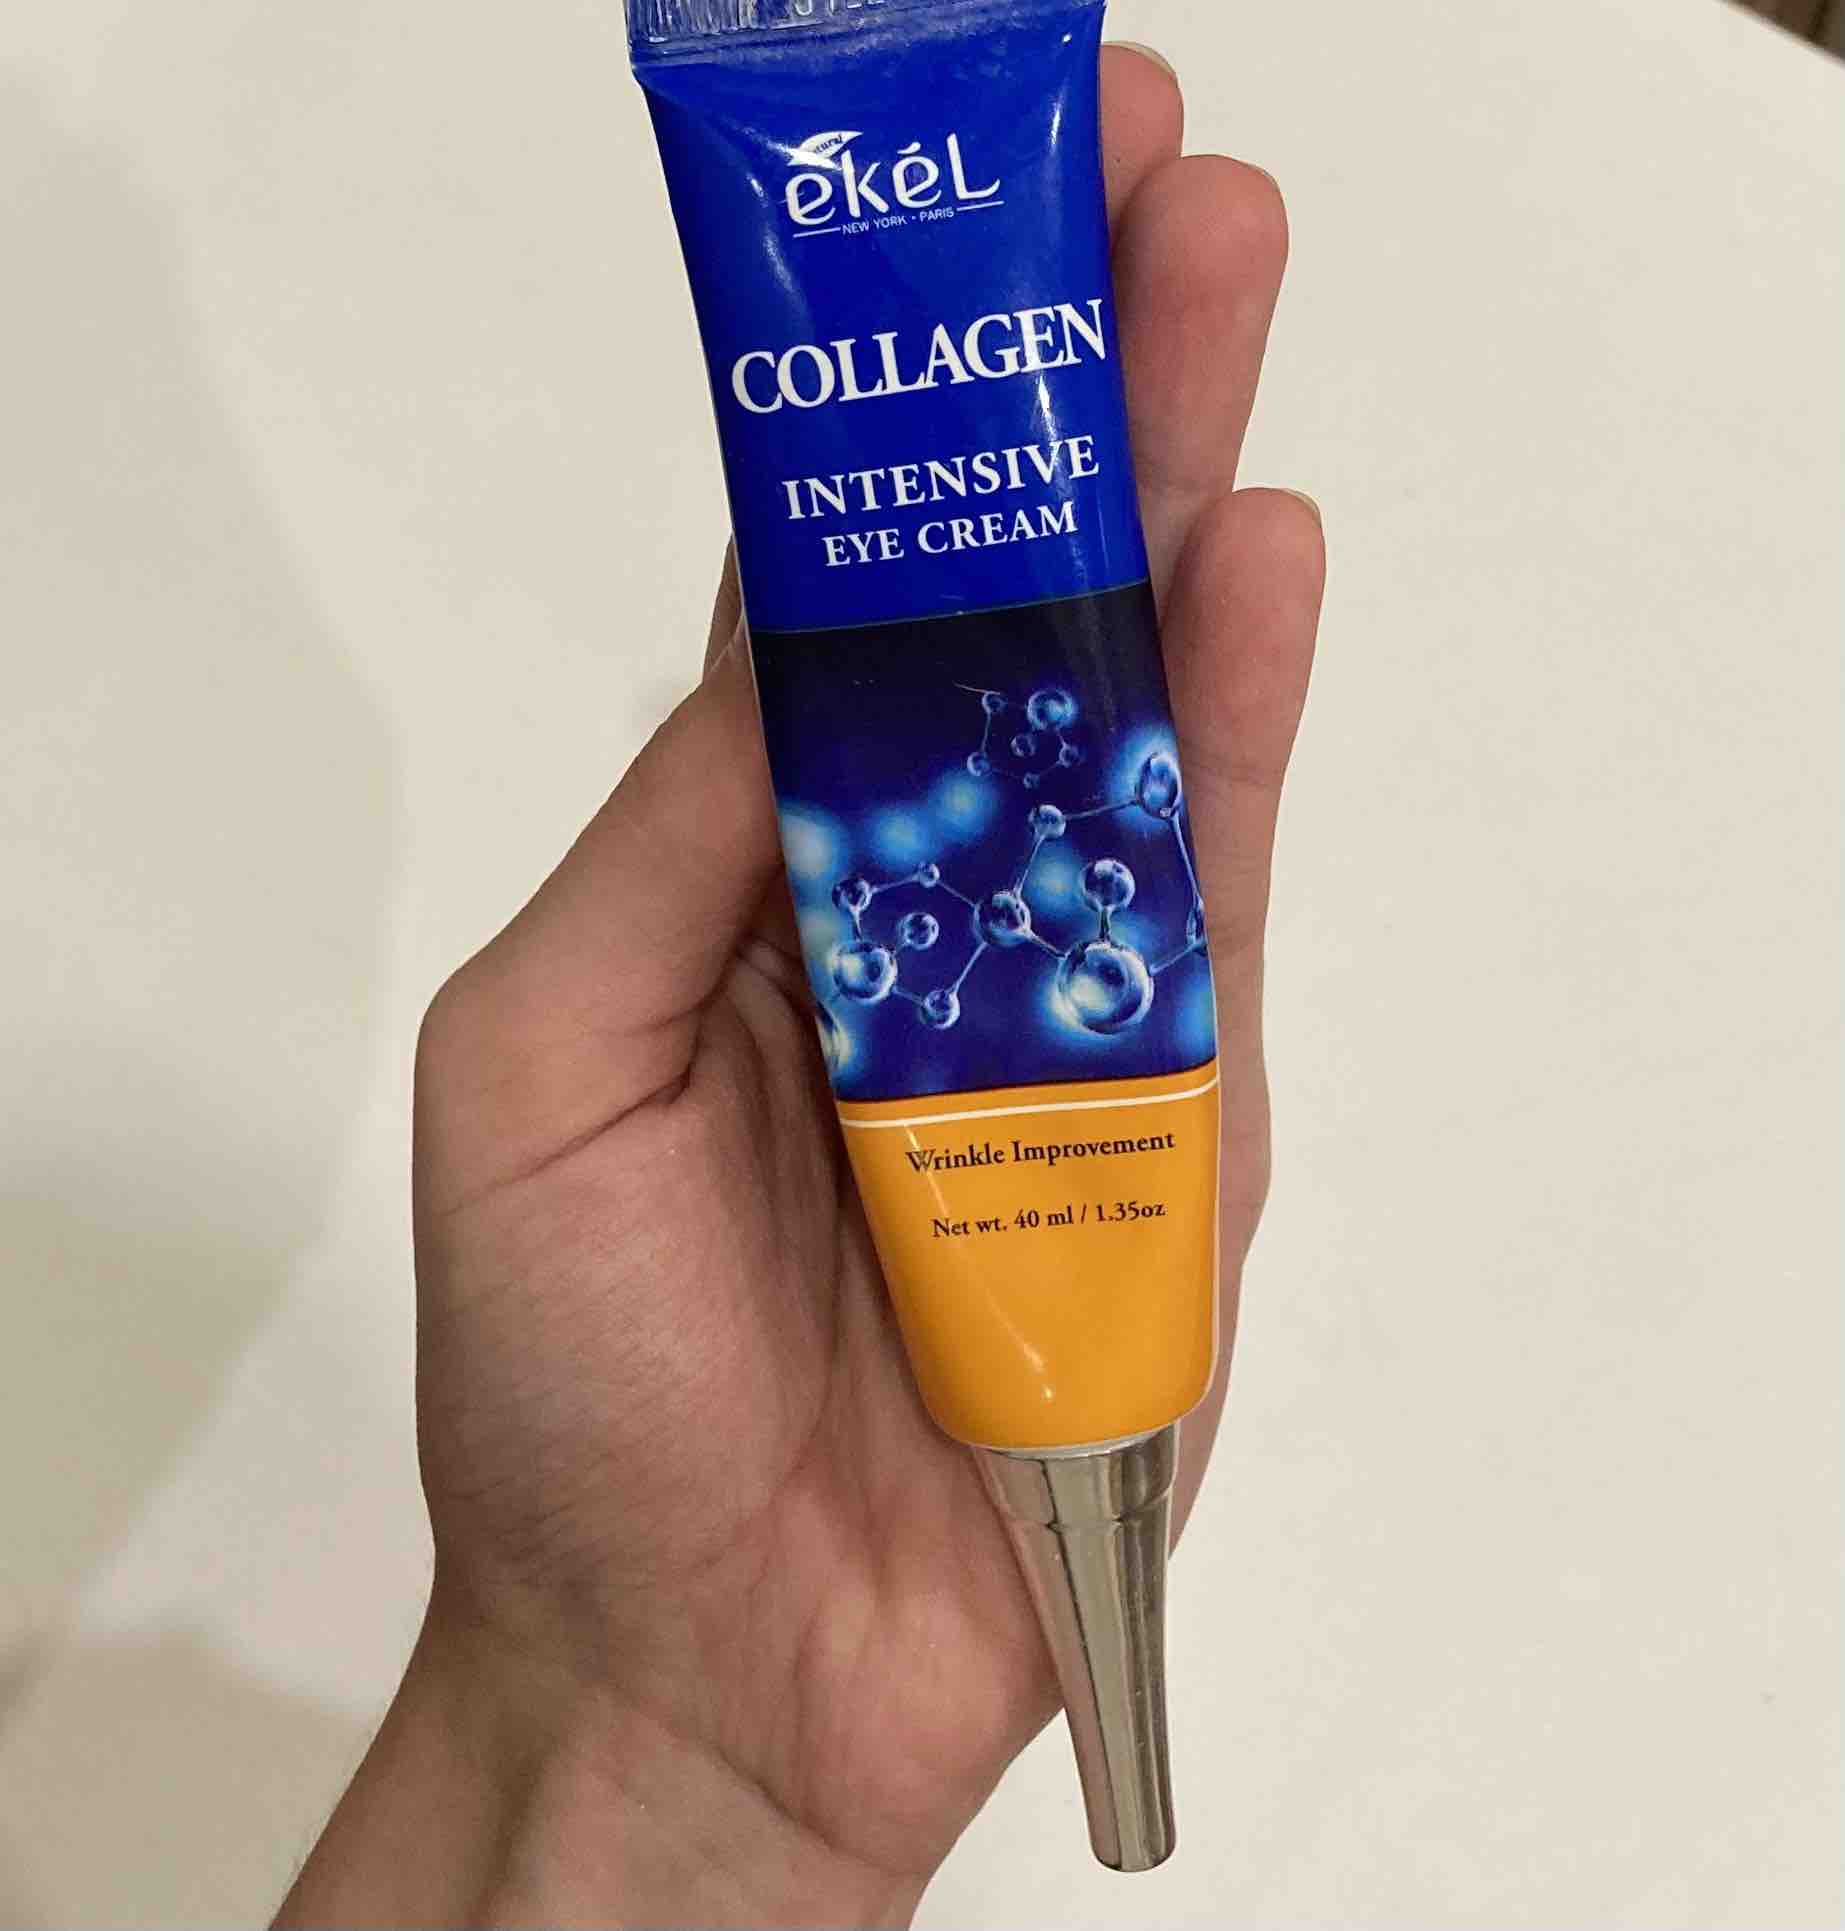 ekéL
NEW YORK • PARIS
COLLAGEN
INTENSIVE
EYE CREAM
Wrinkle Improvement
Net wt. 40 ml / 1.35oz